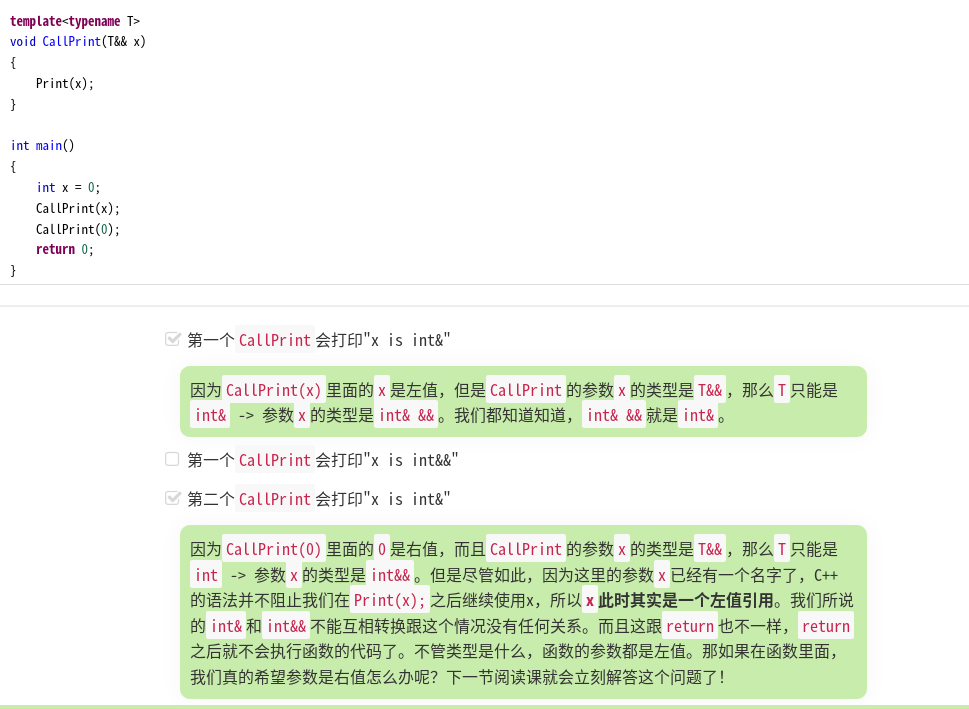 template<typename T>
void CallPrint(T&& x)
{
    Print(x);
}
int main()
{
    int x = 0;
    CallPrint(x);
    CallPrint(0);
    return 0;
}
第一个 CallPrint 会打印"x is int&"
因为 CallPrint(x) 里面的 x 是左值，但是 CallPrint 的参数 x 的类型是 T&& ，那么 T 只能是
int& -> 参数 x 的类型是 int& && 。我们都知道知道， int& && 就是 int& 。
第一个 CallPrint 会打印"x is int&&"
第二个 CallPrint 会打印"x is int&"
因为 CallPrint(0) 里面的 0 是右值，而且 CallPrint 的参数 x 的类型是 T&& ，那么 T 只能是
int -> 参数 x 的类型是 int&& 。但是尽管如此，因为这里的参数 x 已经有一个名字了，C++
的语法并不阻止我们在 Print(x); 之后继续使用x，所以 x 此时其实是一个左值引用。我们所说
的 int& 和 int&& 不能互相转换跟这个情况没有任何关系。而且这跟 return 也不一样， return
之后就不会执行函数的代码了。不管类型是什么，函数的参数都是左值。那如果在函数里面，
我们真的希望参数是右值怎么办呢？下一节阅读课就会立刻解答这个问题了！